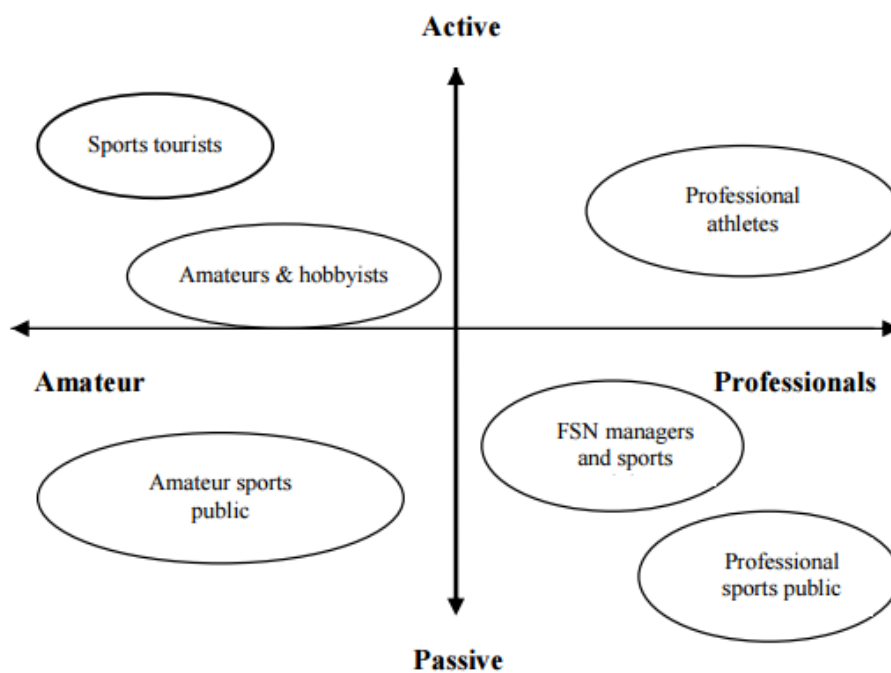 Active
Sports tourists
Professional
athletes
Amateurs & hobbyists
Amateur
Professionals
FSN managers
and sports
Amateur sports
public
Professional
sports public
Passive